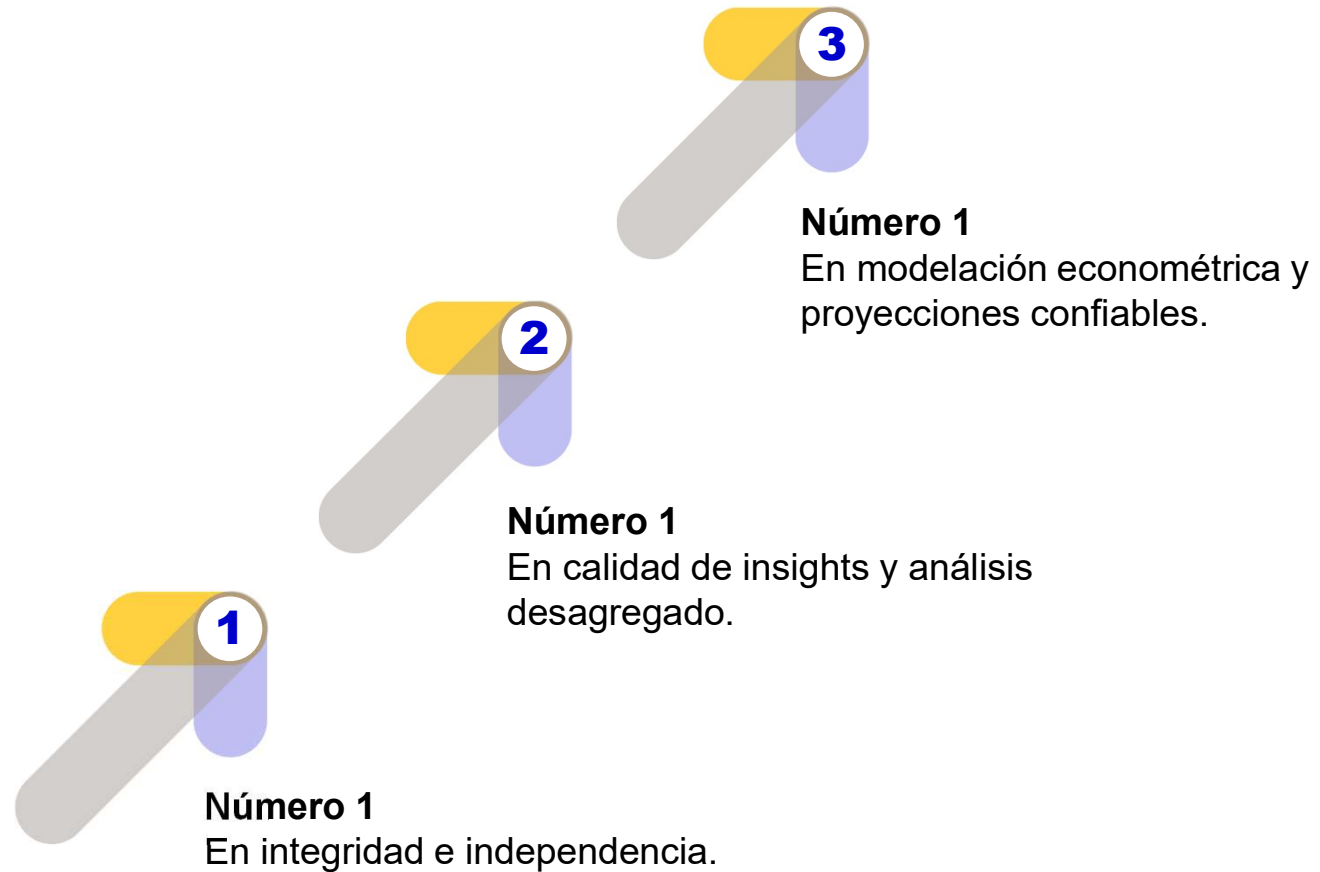 3
Número 1
En modelación econométrica y
proyecciones confiables.
2
Número 1
En calidad de insights y análisis
desagregado.
1
Número 1
En integridad e independencia.